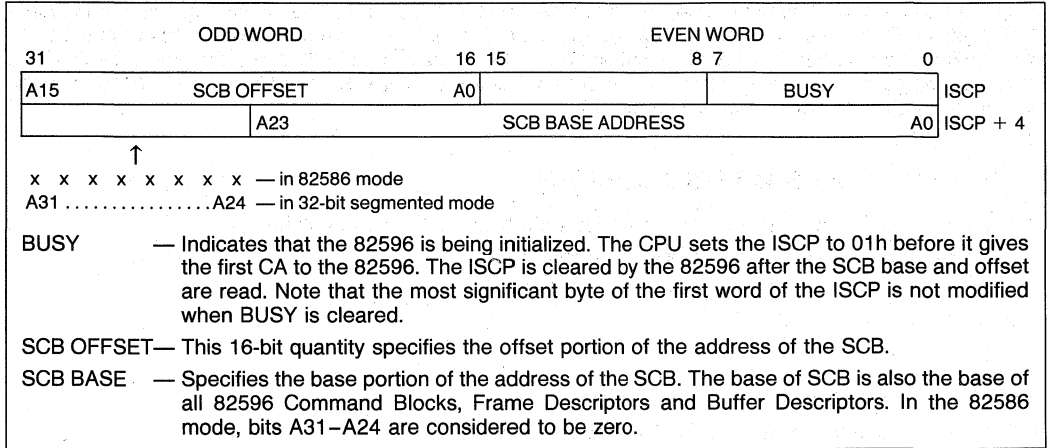 ODD WORD EVEN WORD
31 16 15 8 7 0
A15 SCB OFFSET A0 BUSY ISCP
A23 SCB BASE ADDRESS A0 ISCP + 4
↑
x x x x x x x x — in 82586 mode
A31 ................A24 — in 32-bit segmented mode
BUSY — Indicates that the 82596 is being initialized. The CPU sets the ISCP to 01h before it gives
the first CA to the 82596. The ISCP is cleared by the 82596 after the SCB base and offset
are read. Note that the most significant byte of the first word of the ISCP is not modified
when BUSY is cleared.
SCB OFFSET— This 16-bit quantity specifies the offset portion of the address of the SCB.
SCB BASE — Specifies the base portion of the address of the SCB. The base of SCB is also the base of
all 82596 Command Blocks, Frame Descriptors and Buffer Descriptors. In the 82586
mode, bits A31–A24 are considered to be zero.